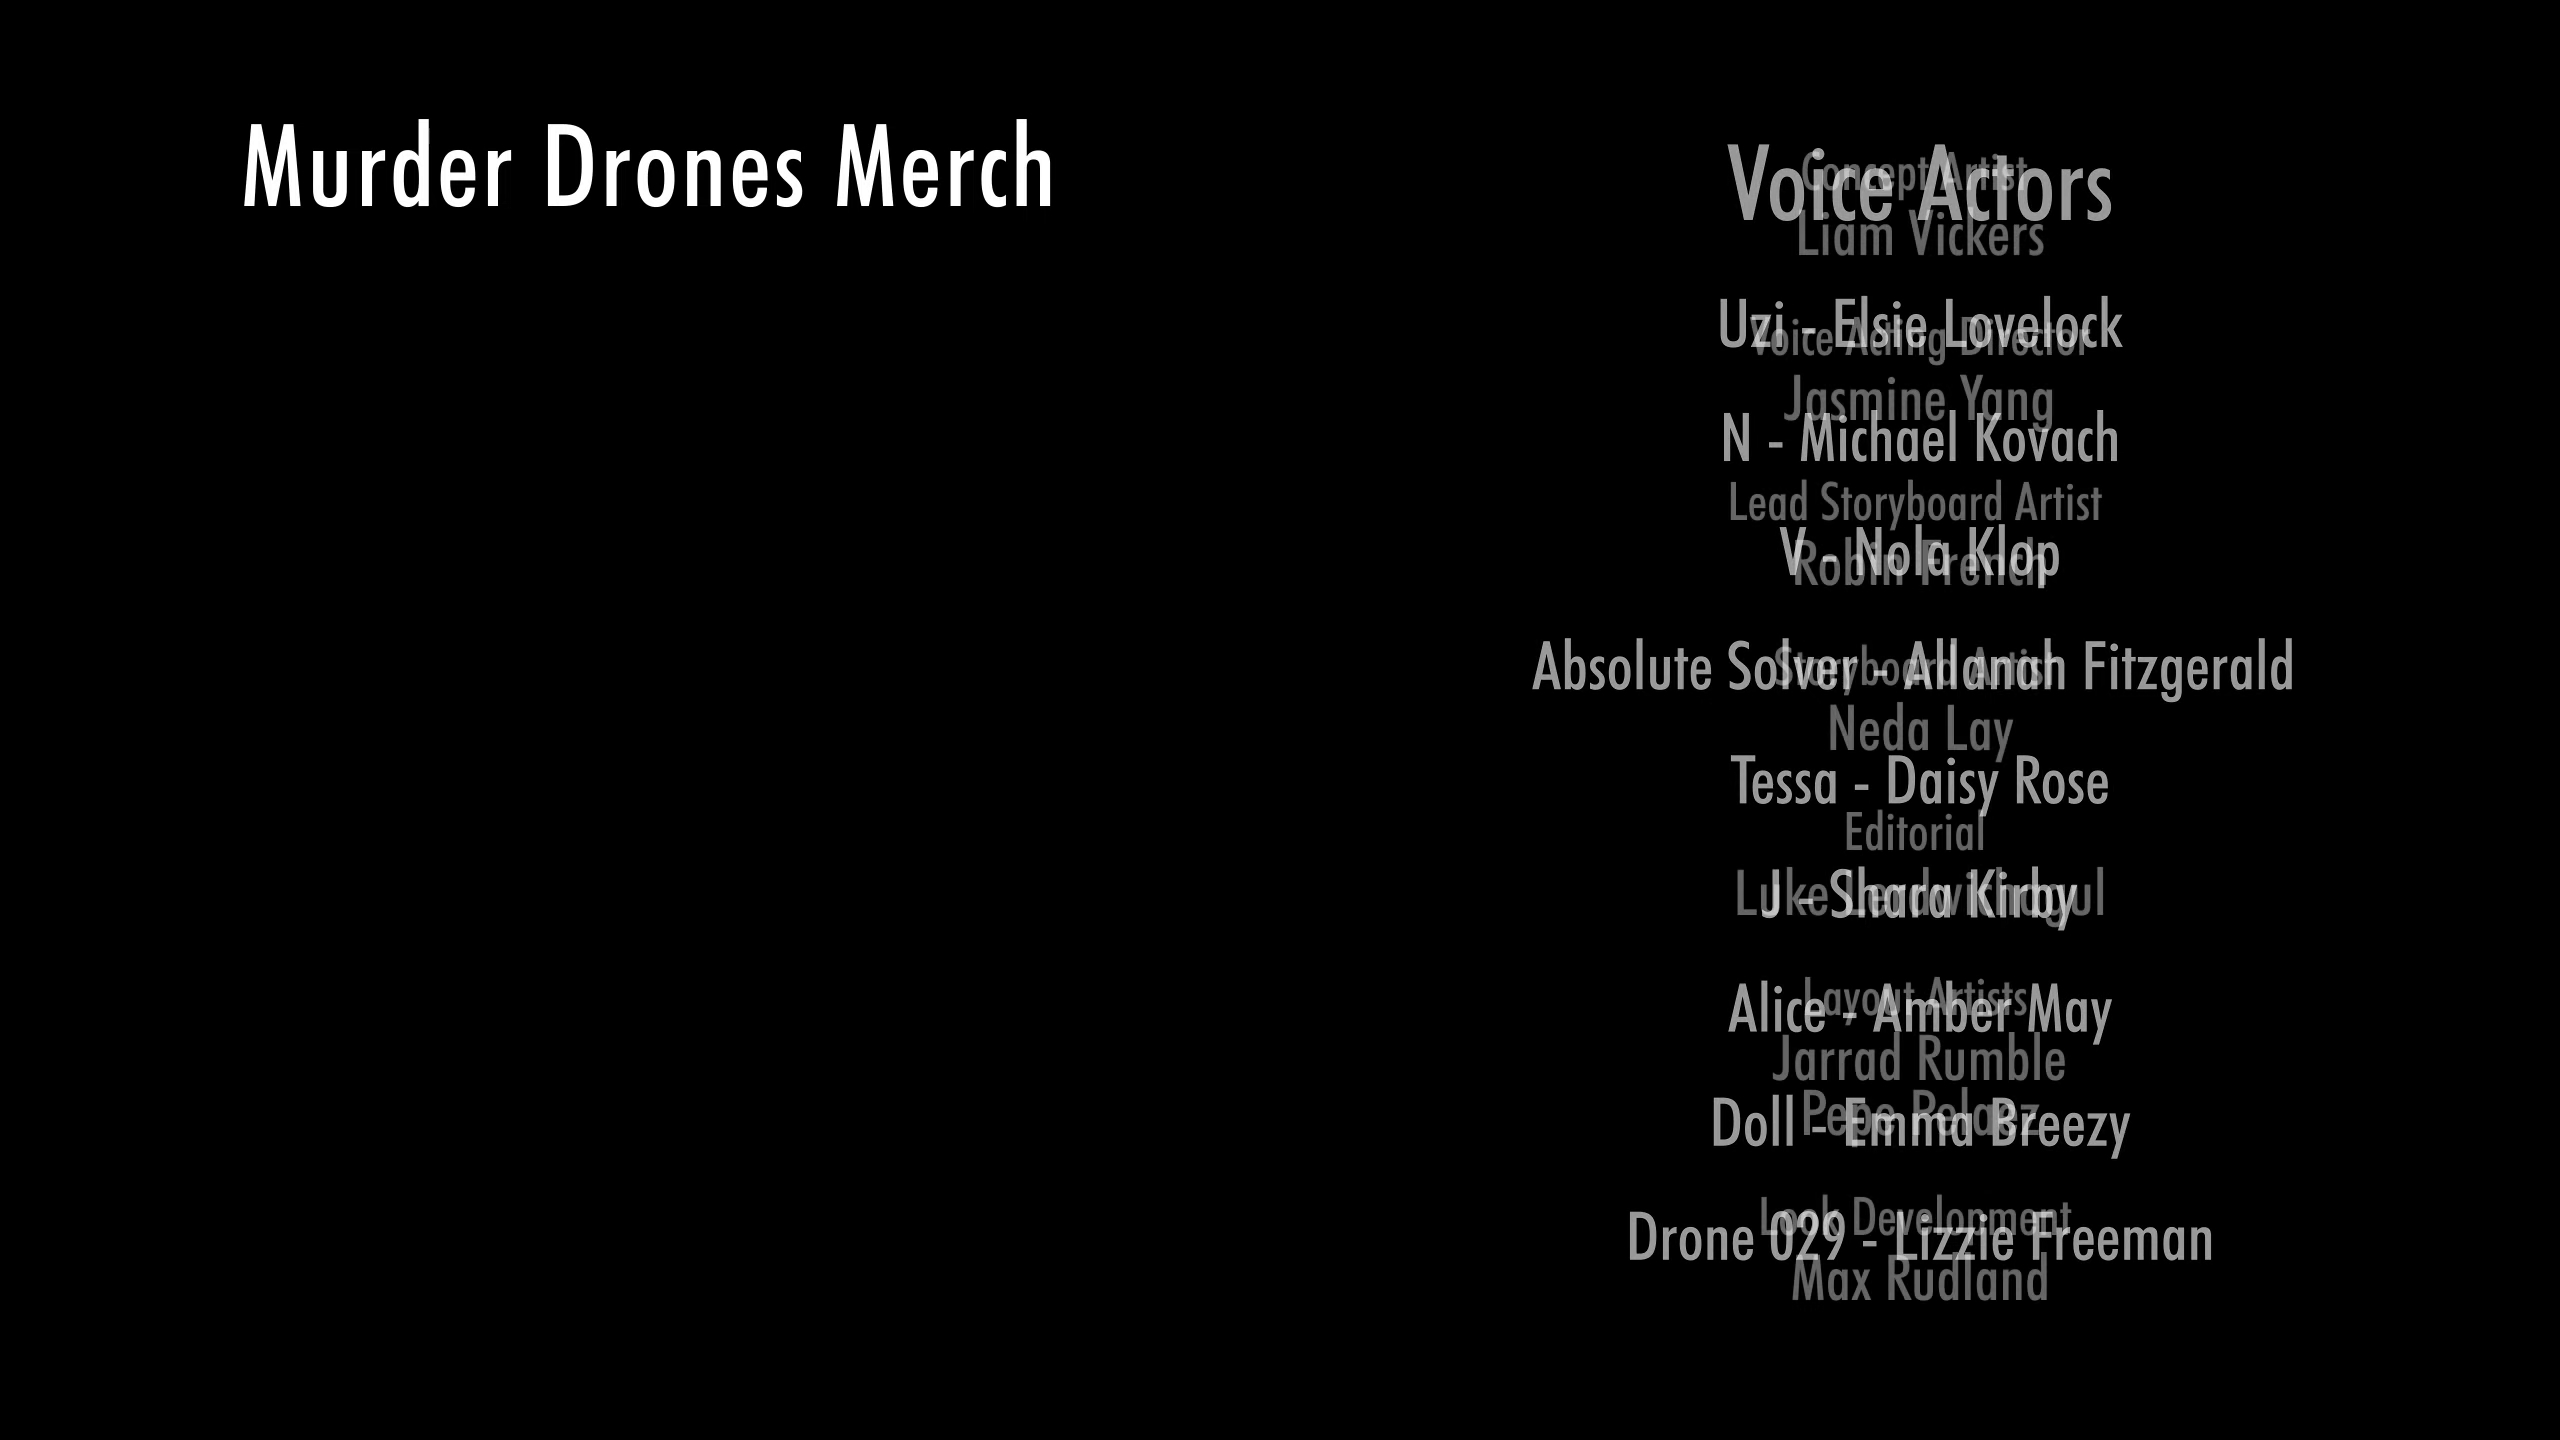 Murder Drones Merch
Voice Actors
Concept Artist
Liam Vickers
Uzi - Elsie Lovelock
Voice Acting Director
Jasmine Yang
N - Michael Kovach
Lead Storyboard Artist
V - Nola Klop
Robin French
Absolute Solver - Allanah Fitzgerald
Storyboard Artist
Neda Lay
Tessa - Daisy Rose
Editorial
J - Shara Kirby
Luke
Alice - Amber May
Layout Artists
Jarrad Rumble
Pepe Pelaez
Doll - Emma Breezy
Look Development
Drone 029 - Lizzie Freeman
Max Rudland